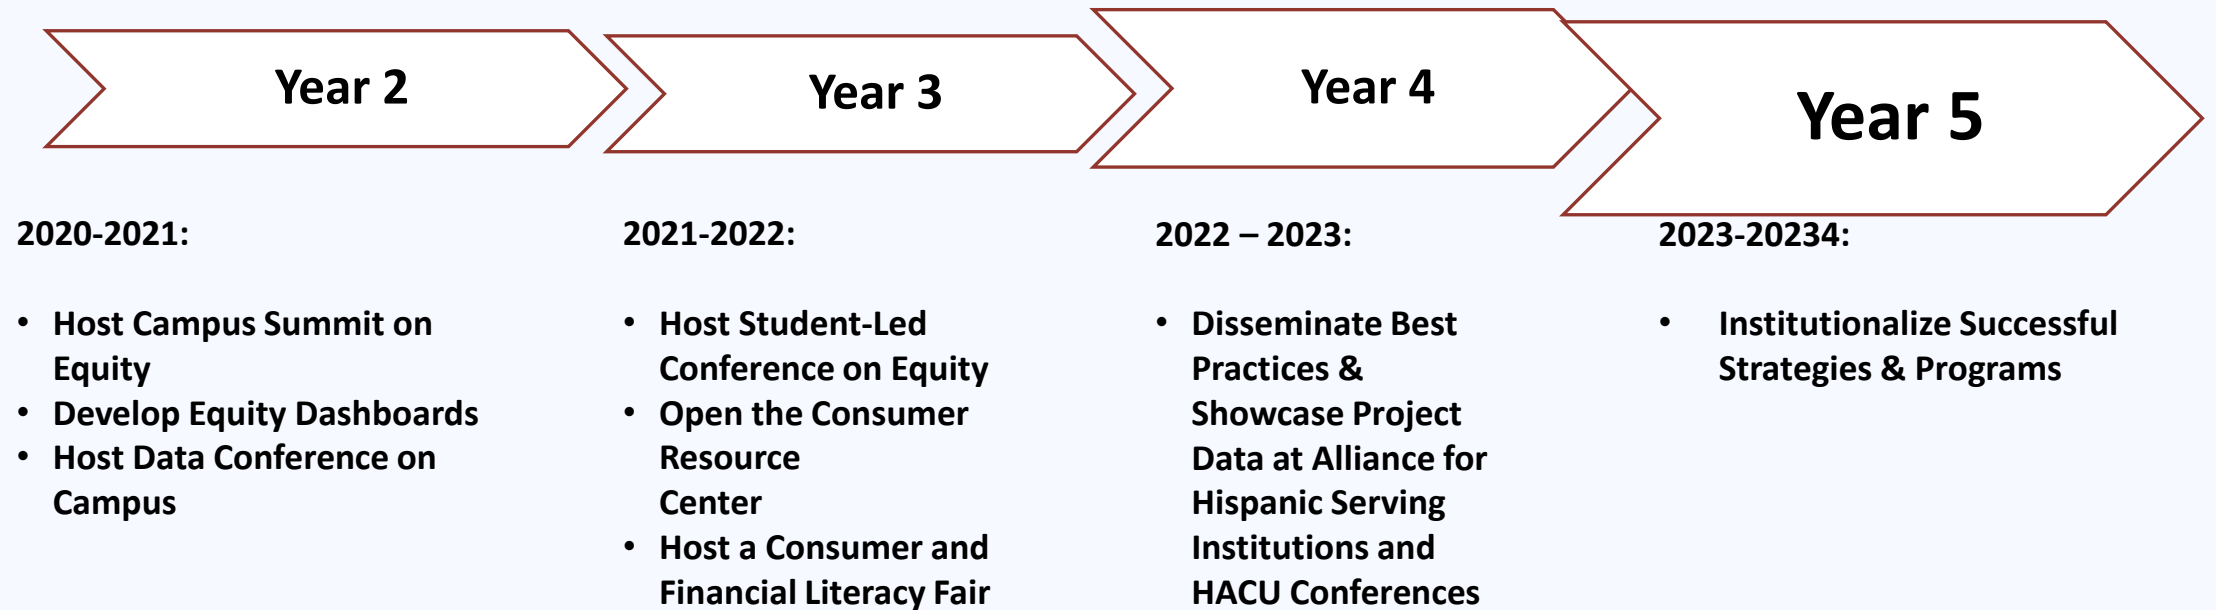 Year 2
Year 3
Year 4
Year 5
2020-2021:
• Host Campus Summit on
Equity
• Develop Equity Dashboards
• Host Data Conference on
Campus
2021-2022:
• Host Student-Led
Conference on Equity
• Open the Consumer
Resource
Center
• Host a Consumer and
Financial Literacy Fair
2022 – 2023:
• Disseminate Best
Practices &
Showcase Project
Data at Alliance for
Hispanic Serving
Institutions and
HACU Conferences
2023-20234:
• Institutionalize Successful
Strategies & Programs